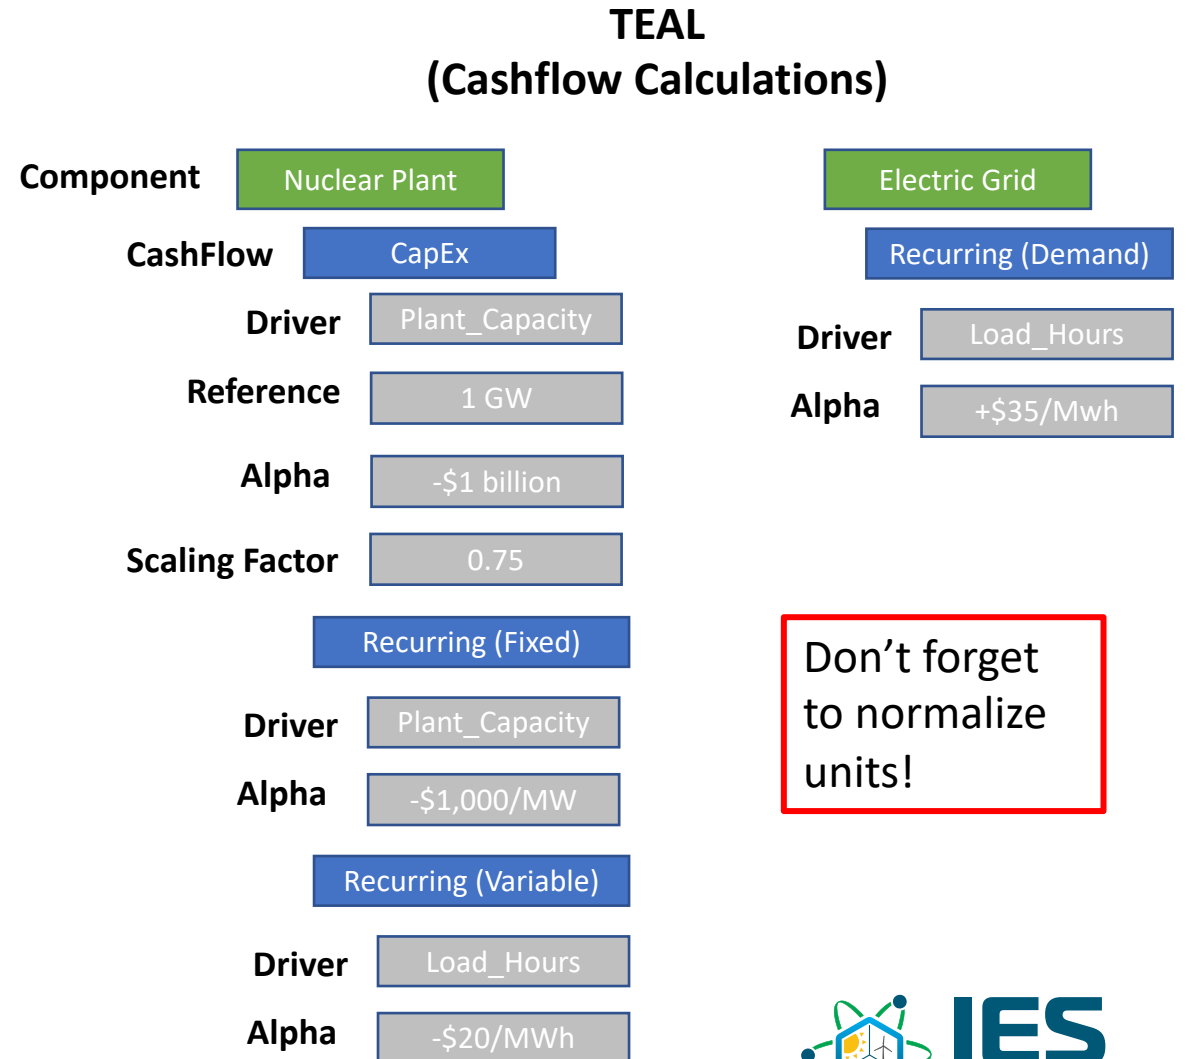 TEAL
(Cashflow Calculations)
Component
Nuclear Plant
CashFlow
CapEx
Driver
Plant_Capacity
Reference
1 GW
Alpha
-$1 billion
Scaling Factor
0.75
Recurring (Fixed)
Driver
Plant_Capacity
Alpha
-$1,000/MW
Recurring (Variable)
Driver
Load_Hours
Alpha
-$20/MWh
Electric Grid
Recurring (Demand)
Driver
Load_Hours
Alpha
+$35/Mwh
Don’t forget
to normalize
units!
IES